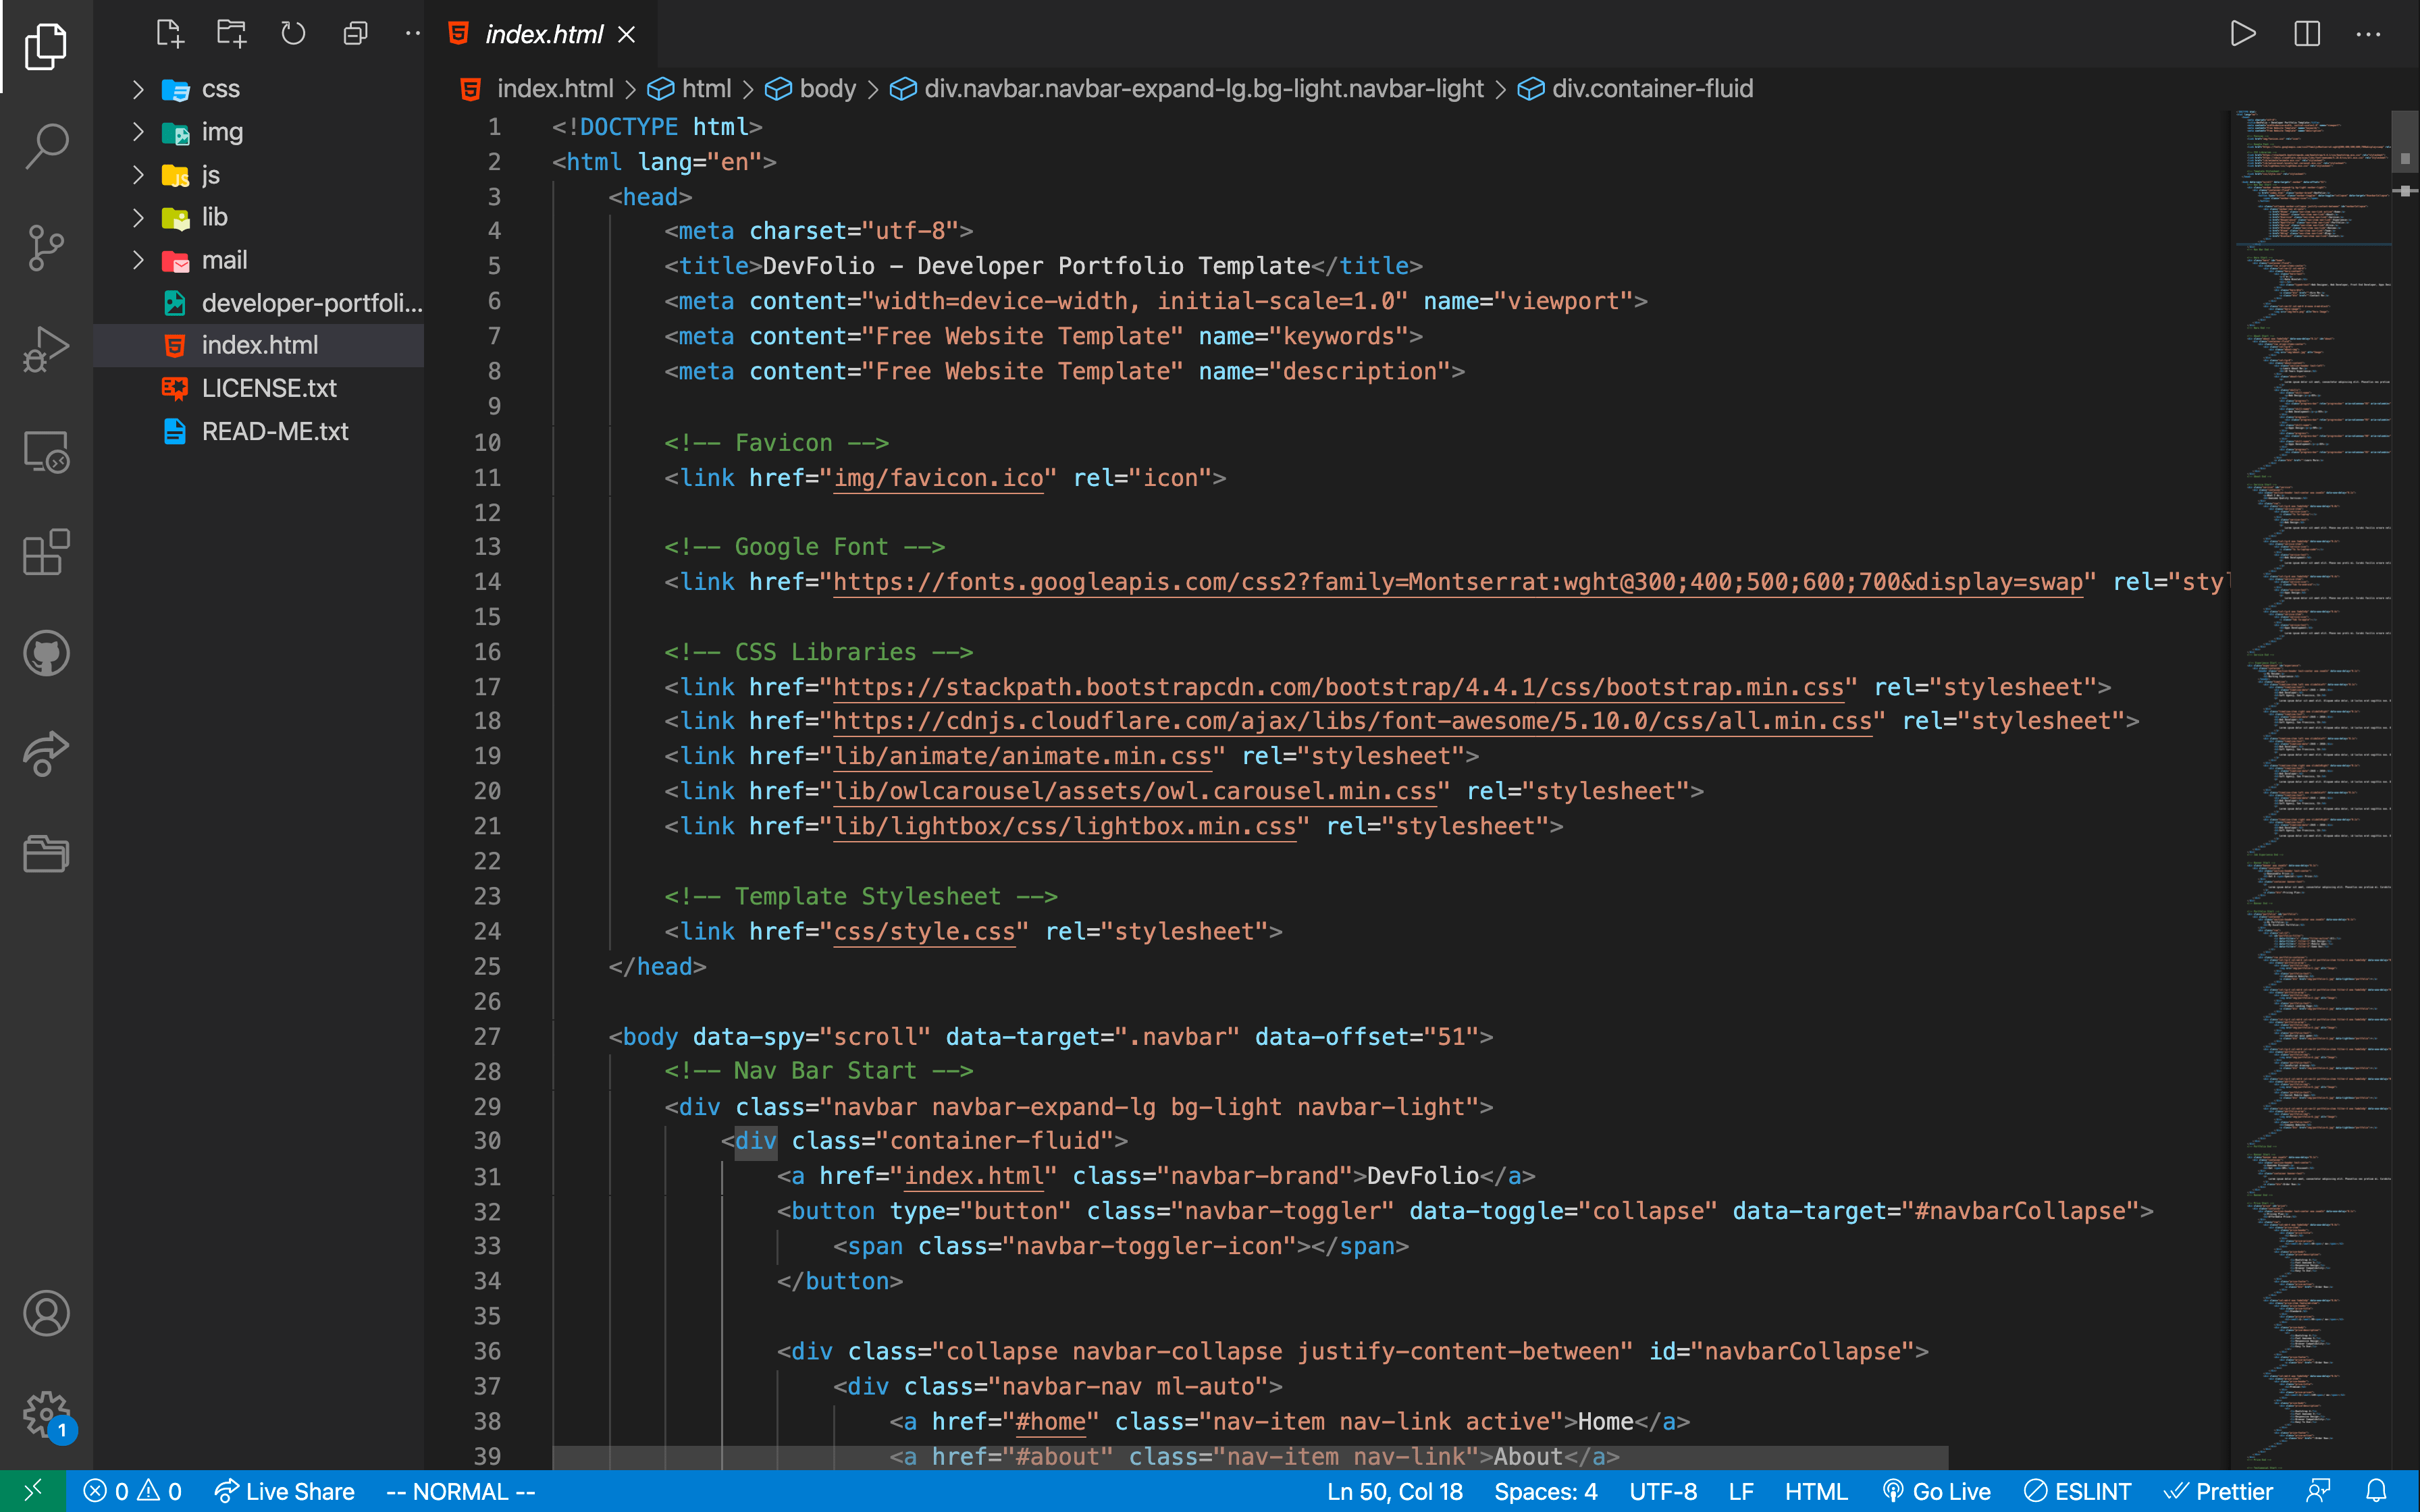 index.html
index.html > html > body > div.navbar.navbar-expand-lg.bg-light.navbar-light > div.container-fluid
css
img
js
lib
mail
developer-portfoli...
index.html
LICENSE.txt
READ-ME.txt
1 <!DOCTYPE html>
2 <html lang="en">
3 <head>
4 <meta charset="utf-8">
5 <title>DevFolio - Developer Portfolio Template</title>
6 <meta content="width=device-width, initial-scale=1.0" name="viewport">
7 <meta content="Free Website Template" name="keywords">
8 <meta content="Free Website Template" name="description">
9
10 <!-- Favicon -->
11 <link href="img/favicon.ico" rel="icon">
12
13 <!-- Google Font -->
14 <link href="https://fonts.googleapis.com/css2?family=Montserrat:wght@300;400;500;600;700&display=swap" rel="styl
15
16 <!-- CSS Libraries -->
17 <link href="https://stackpath.bootstrapcdn.com/bootstrap/4.4.1/css/bootstrap.min.css" rel="stylesheet">
18 <link href="https://cdnjs.cloudflare.com/ajax/libs/font-awesome/5.10.0/css/all.min.css" rel="stylesheet">
19 <link href="lib/animate/animate.min.css" rel="stylesheet">
20 <link href="lib/owlcarousel/assets/owl.carousel.min.css" rel="stylesheet">
21 <link href="lib/lightbox/css/lightbox.min.css" rel="stylesheet">
22
23 <!-- Template Stylesheet -->
24 <link href="css/style.css" rel="stylesheet">
25 </head>
26
27 <body data-spy="scroll" data-target=".navbar" data-offset="51">
28 <!-- Nav Bar Start -->
29 <div class="navbar navbar-expand-lg bg-light navbar-light">
30 <div class="container-fluid">
31 <a href="index.html" class="navbar-brand">DevFolio</a>
32 <button type="button" class="navbar-toggler" data-toggle="collapse" data-target="#navbarCollapse">
33 <span class="navbar-toggler-icon"></span>
34 </button>
35
36 <div class="collapse navbar-collapse justify-content-between" id="navbarCollapse">
37 <div class="navbar-nav ml-auto">
38 <a href="#home" class="nav-item nav-link active">Home</a>
39 <a href="#about" class="nav-item nav-link">About</a>
1
0 0 Live Share -- NORMAL -- Ln 50, Col 18 Spaces: 4 UTF-8 LF HTML Go Live ESLINT Prettier